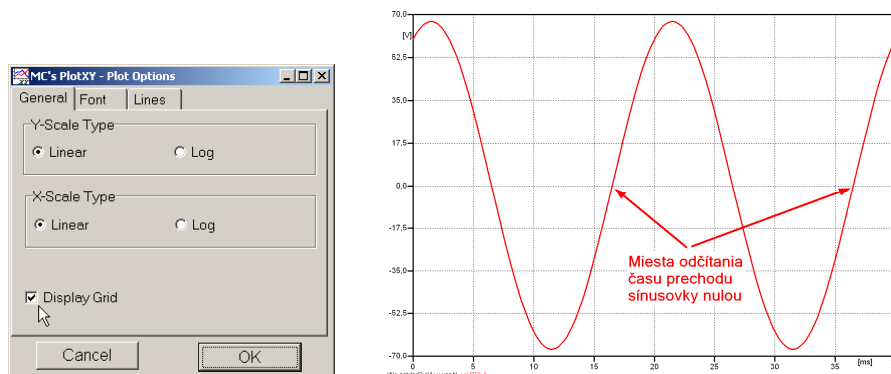 MC's PlotXY - Plot Options
General Font Lines
Y-Scale Type
Linear Log
X-Scale Type
Linear Log
Display Grid
Cancel OK
70,0
[V]
52,5
35,0
17,5
0,0
-17,5
-35,0
-52,5
-70,0
0 5 10 15 20 25 30 35 [ms]
Miesta odčítania
času prechodu
sínusovky nulou